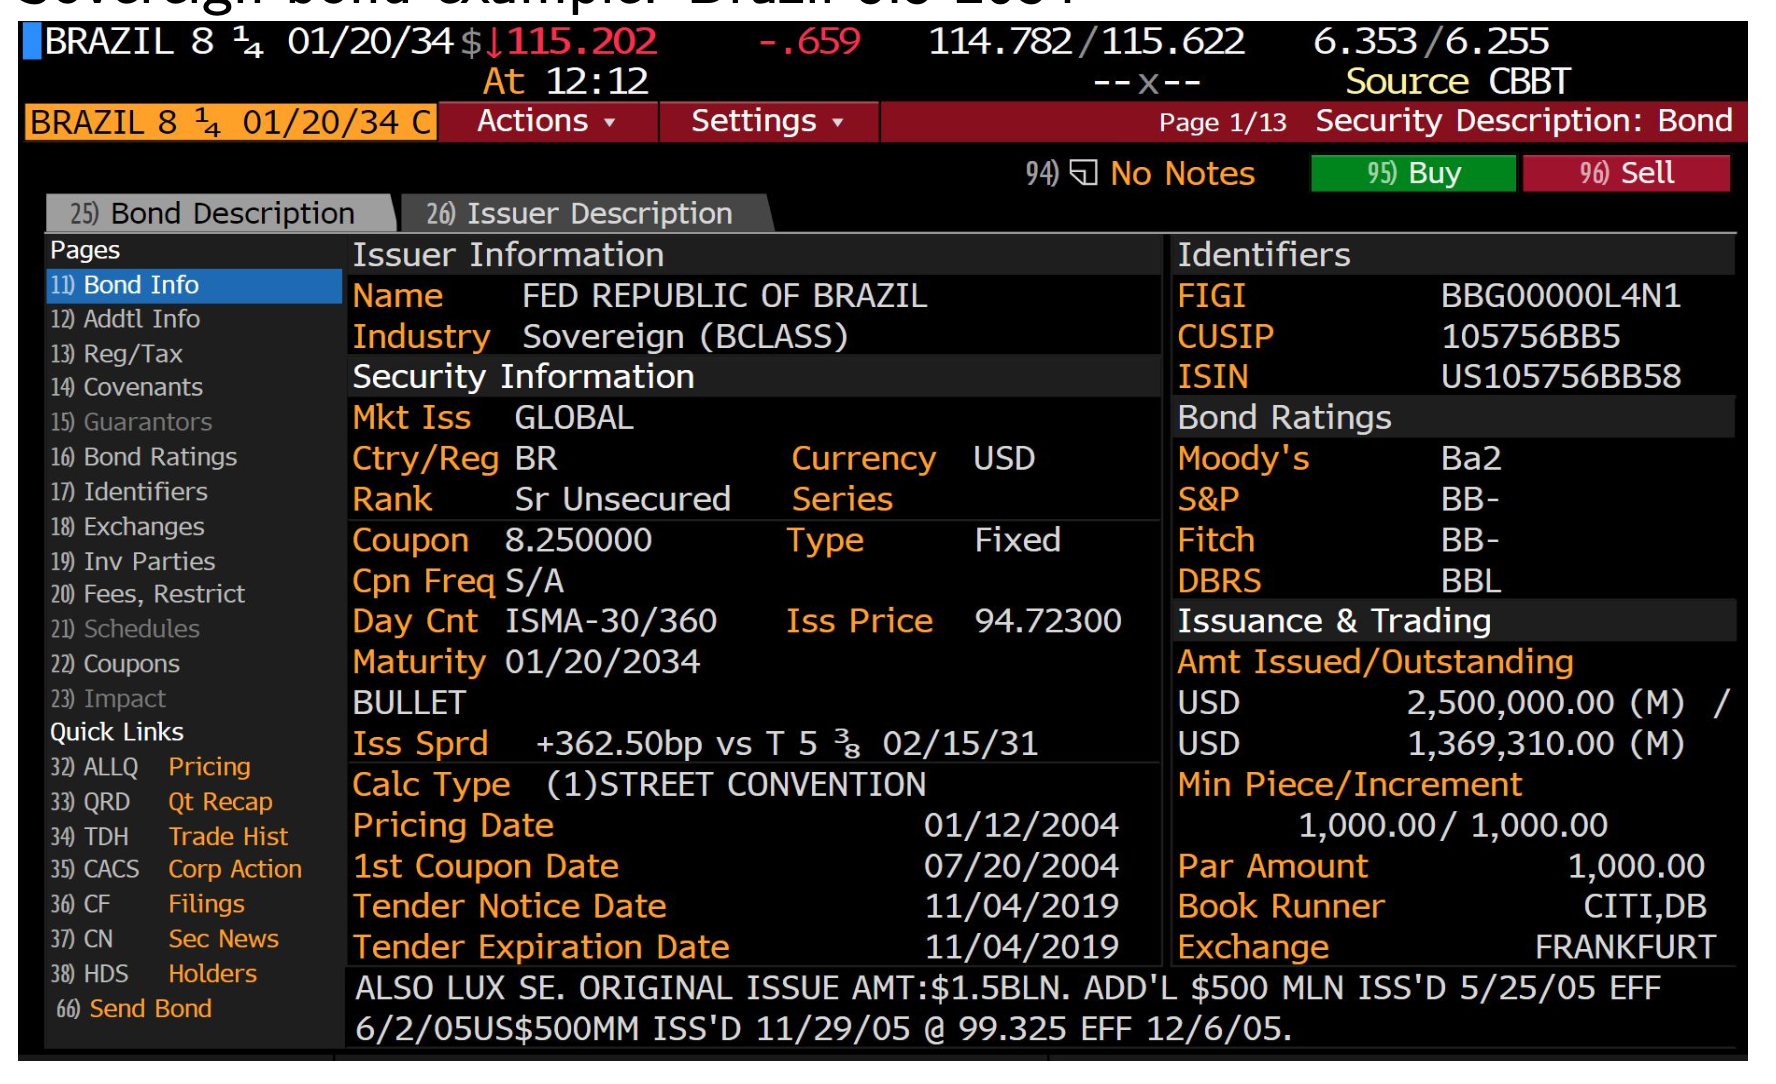 Sovereign bond example: Brazil
BRAZIL 8 ¼ 01/20/34 $↓115.202 -.659 114.782/115.622 6.353/6.255
At 12:12 --x-- Source CBBT
BRAZIL 8 ¼ 01/20/34 C Actions ▾ Settings ▾ Page 1/13 Security Description: Bond
94) No Notes 95) Buy 96) Sell
25) Bond Description 26) Issuer Description
Pages
11) Bond Info
12) Addtl Info
13) Reg/Tax
14) Covenants
15) Guarantors
16) Bond Ratings
17) Identifiers
18) Exchanges
19) Inv Parties
20) Fees, Restrict
21) Schedules
22) Coupons
23) Impact
Quick Links
32) ALLQ Pricing
33) QRD Qt Recap
34) TDH Trade Hist
35) CACS Corp Action
36) CF Filings
37) CN Sec News
38) HDS Holders
66) Send Bond
Issuer Information
Name FED REPUBLIC OF BRAZIL
Industry Sovereign (BCLASS)
Security Information
Mkt Iss GLOBAL
Ctry/Reg BR Currency USD
Rank Sr Unsecured Series
Coupon 8.250000 Type Fixed
Cpn Freq S/A
Day Cnt ISMA-30/360 Iss Price 94.72300
Maturity 01/20/2034
BULLET
Iss Sprd +362.50bp vs T 5 ⅜ 02/15/31
Calc Type (1)STREET CONVENTION
Pricing Date 01/12/2004
1st Coupon Date 07/20/2004
Tender Notice Date 11/04/2019
Tender Expiration Date 11/04/2019
Identifiers
FIGI BBG00000L4N1
CUSIP 105756BB5
ISIN US105756BB58
Bond Ratings
Moody's Ba2
S&P BB-
Fitch BB-
DBRS BBL
Issuance & Trading
Amt Issued/Outstanding
USD 2,500,000.00 (M) /
USD 1,369,310.00 (M)
Min Piece/Increment
1,000.00/ 1,000.00
Par Amount 1,000.00
Book Runner CITI,DB
Exchange FRANKFURT
ALSO LUX SE. ORIGINAL ISSUE AMT:$1.5BLN. ADD'L $500 MLN ISS'D 5/25/05 EFF
6/2/05US$500MM ISS'D 11/29/05 @ 99.325 EFF 12/6/05.